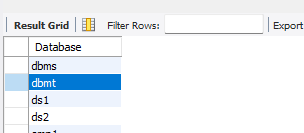 Result Grid Filter Rows: Export
Database
dbms
dbmt
ds1
ds2